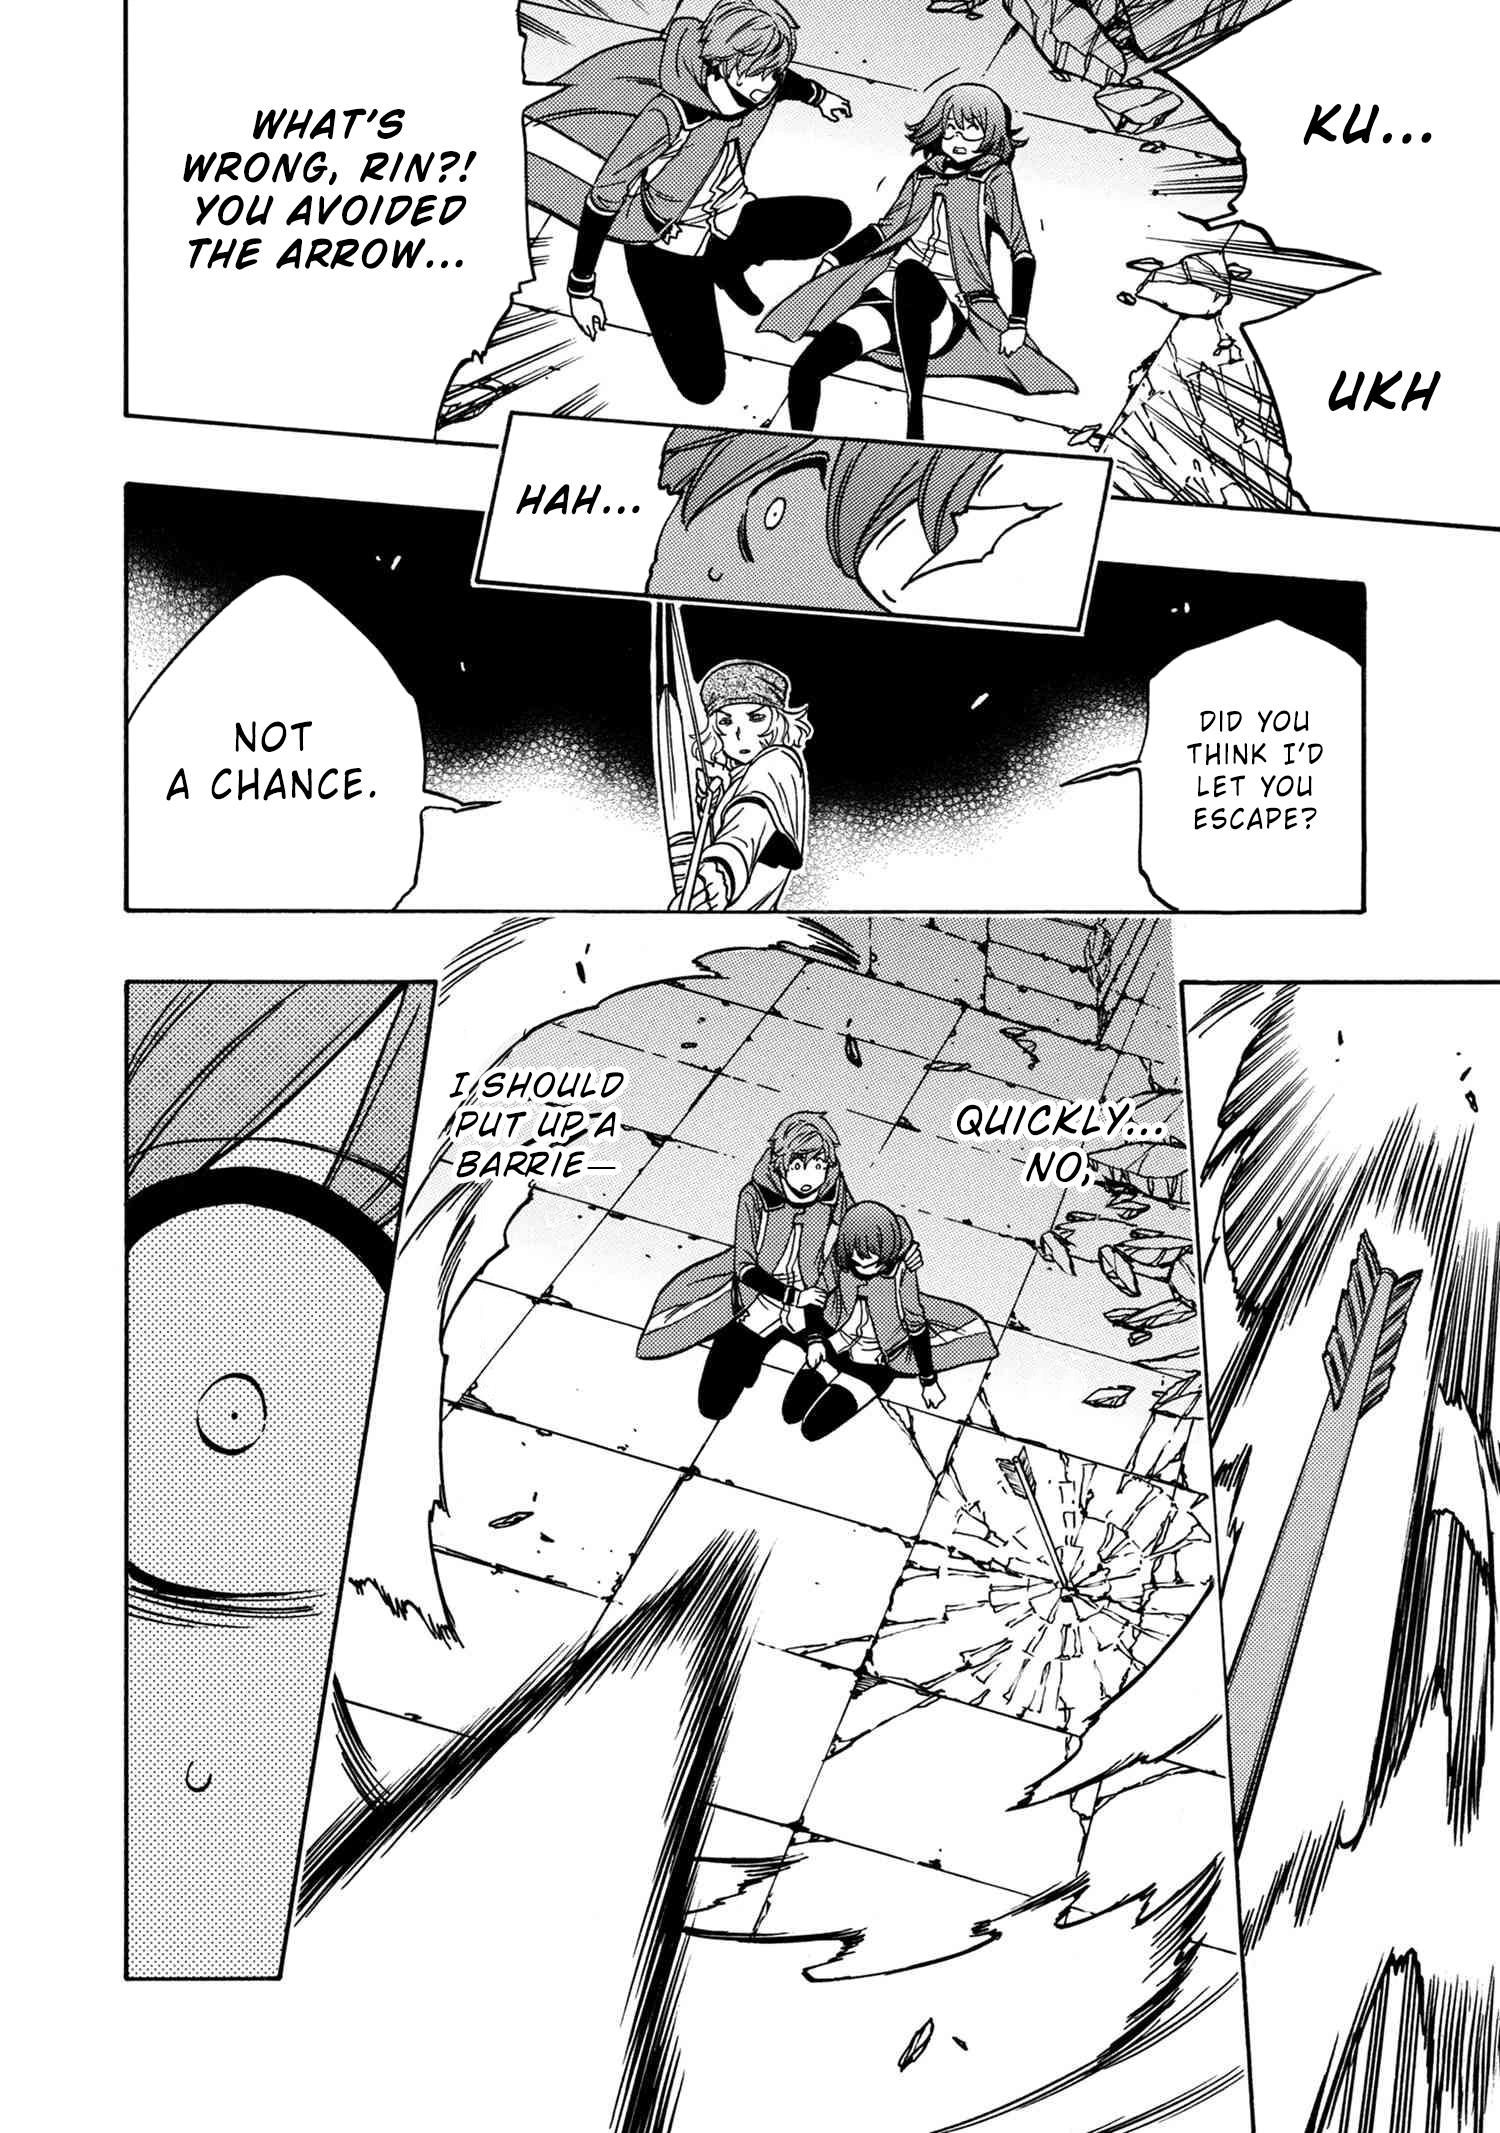 KU...
UKH
WHAT'S
WRONG, RIN?!
YOU AVOIDED
THE ARROW...
HAH...
DID YOU
THINK I'D
LET YOU
ESCAPE?
NOT
A CHANCE.
QUICKLY...
NO,
I SHOULD
PUT UP A
BARRIE—